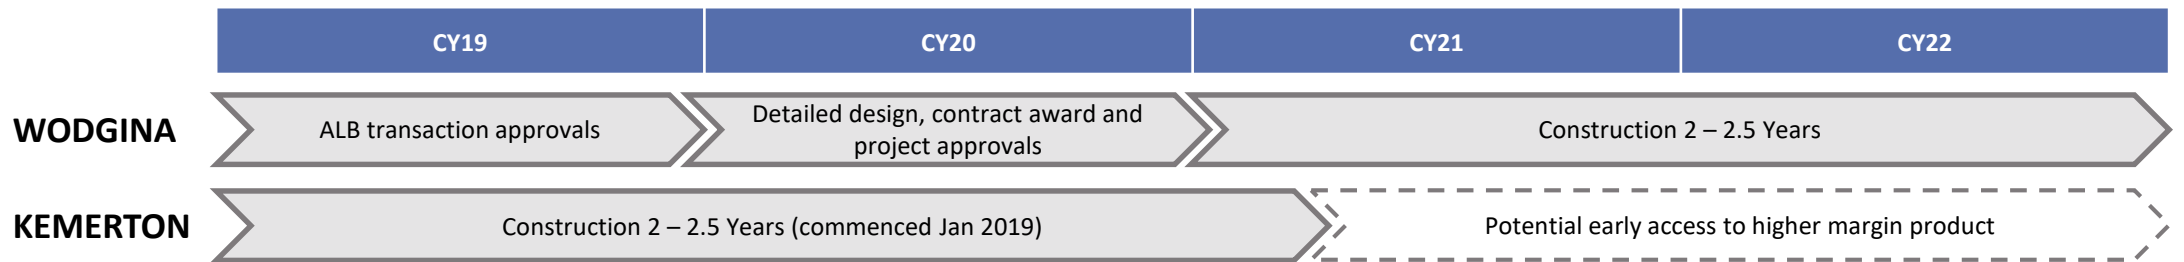 CY19 CY20 CY21 CY22
WODGINA
ALB transaction approvals
Detailed design, contract award and
project approvals
Construction 2 – 2.5 Years
KEMERTON
Construction 2 – 2.5 Years (commenced Jan 2019)
Potential early access to higher margin product